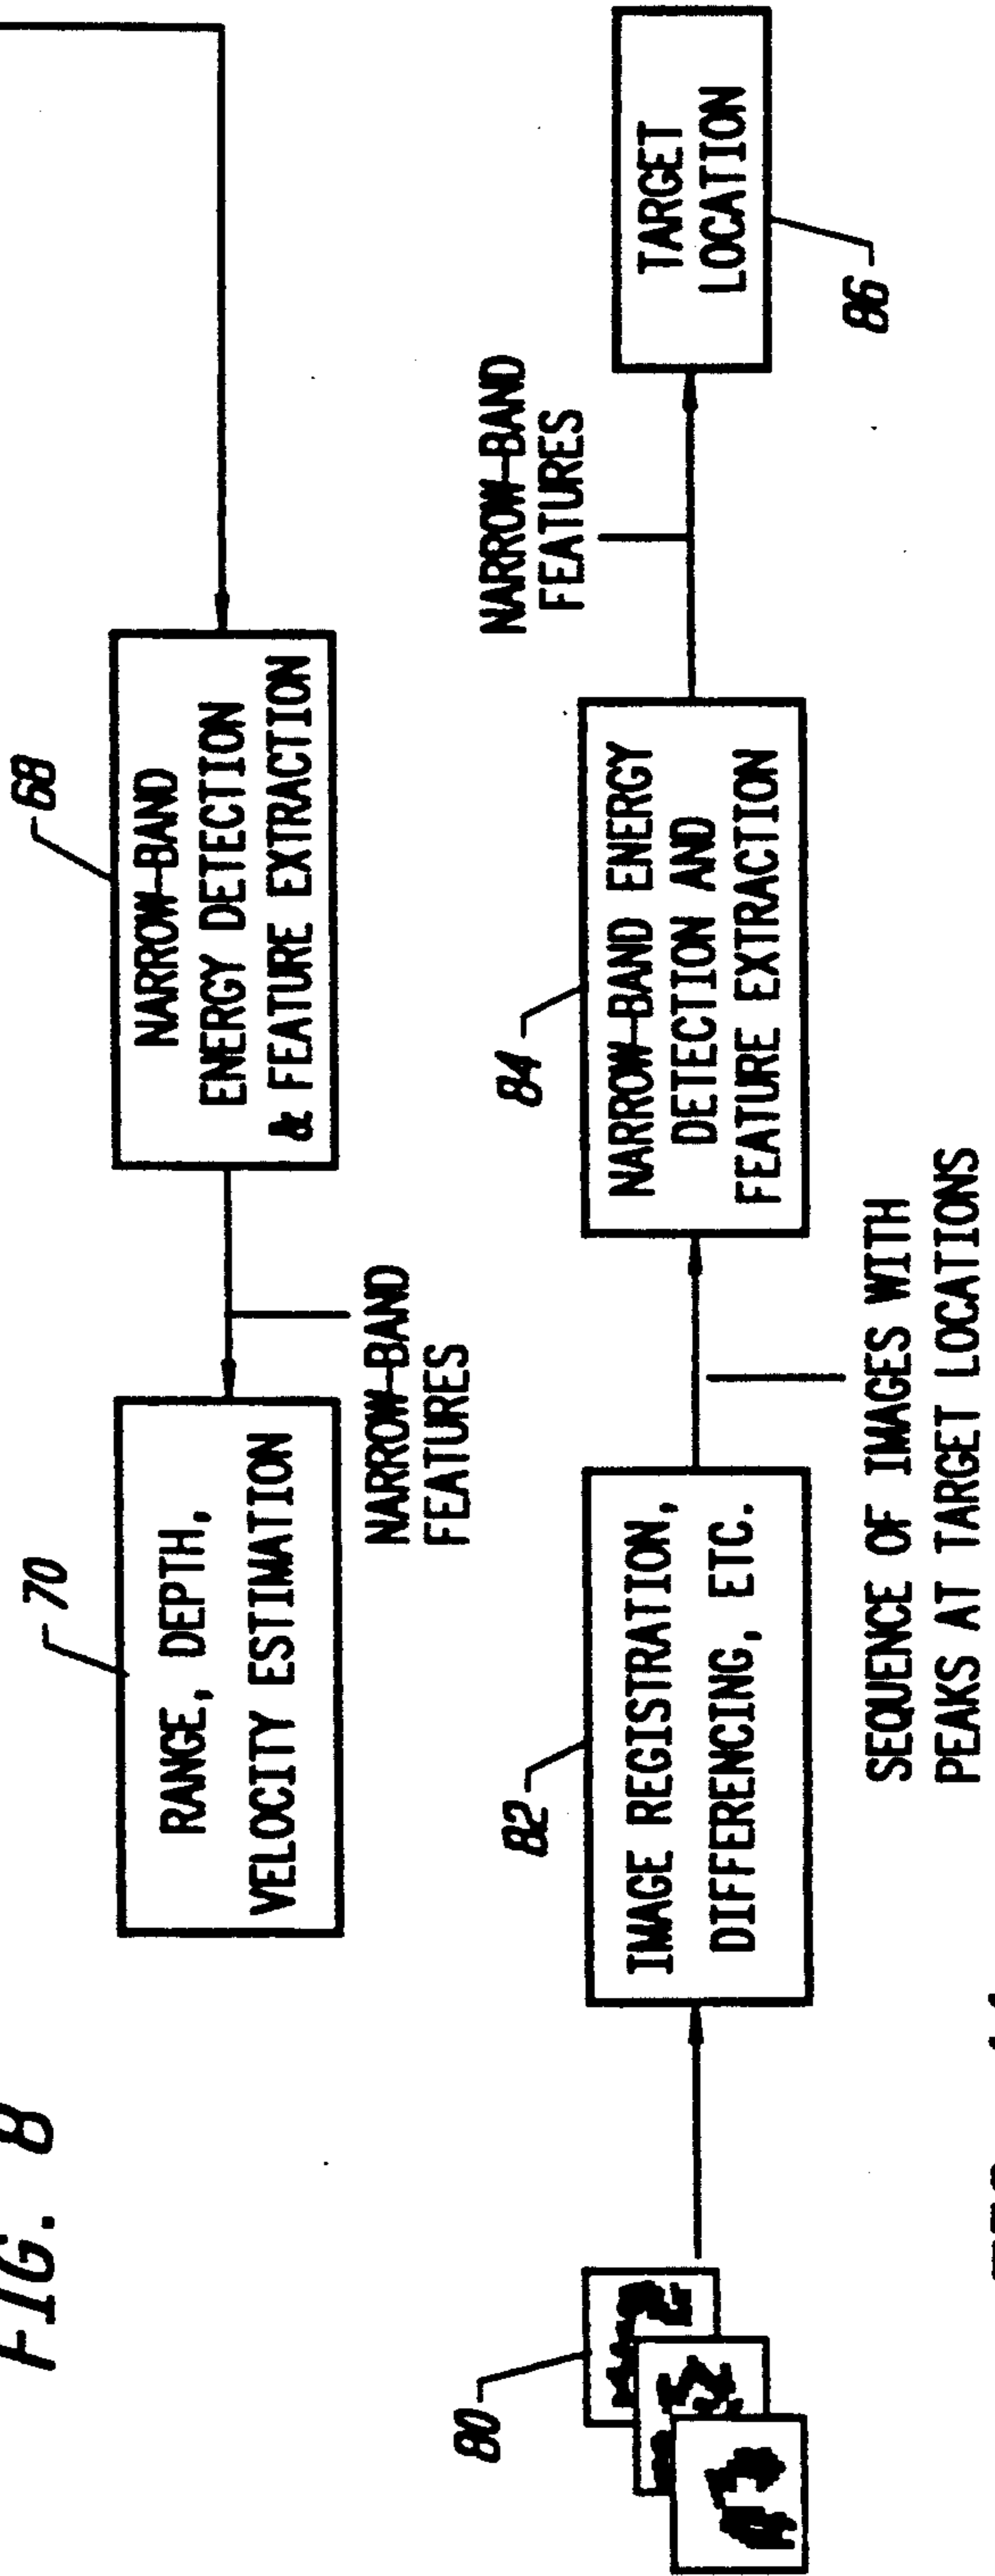 FIG. 8
68
NARROW-BAND
ENERGY DETECTION
& FEATURE EXTRACTION
70
RANGE, DEPTH,
VELOCITY ESTIMATION
NARROW-BAND
FEATURES
80
82
IMAGE REGISTRATION,
DIFFERENCING, ETC.
SEQUENCE OF IMAGES WITH
PEAKS AT TARGET LOCATIONS
84
NARROW-BAND ENERGY
DETECTION AND
FEATURE EXTRACTION
NARROW-BAND
FEATURES
TARGET
LOCATION
86